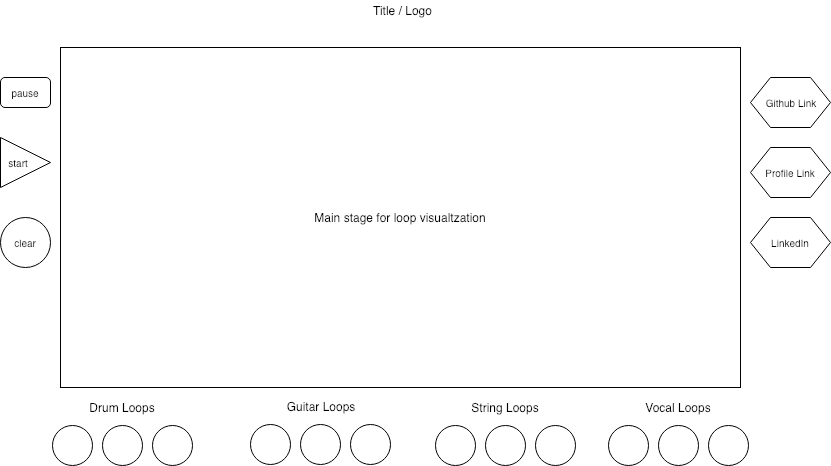 Title / Logo
pause
start
clear
Main stage for loop visualtzation
Github Link
Profile Link
LinkedIn
Drum Loops
Guitar Loops
String Loops
Vocal Loops